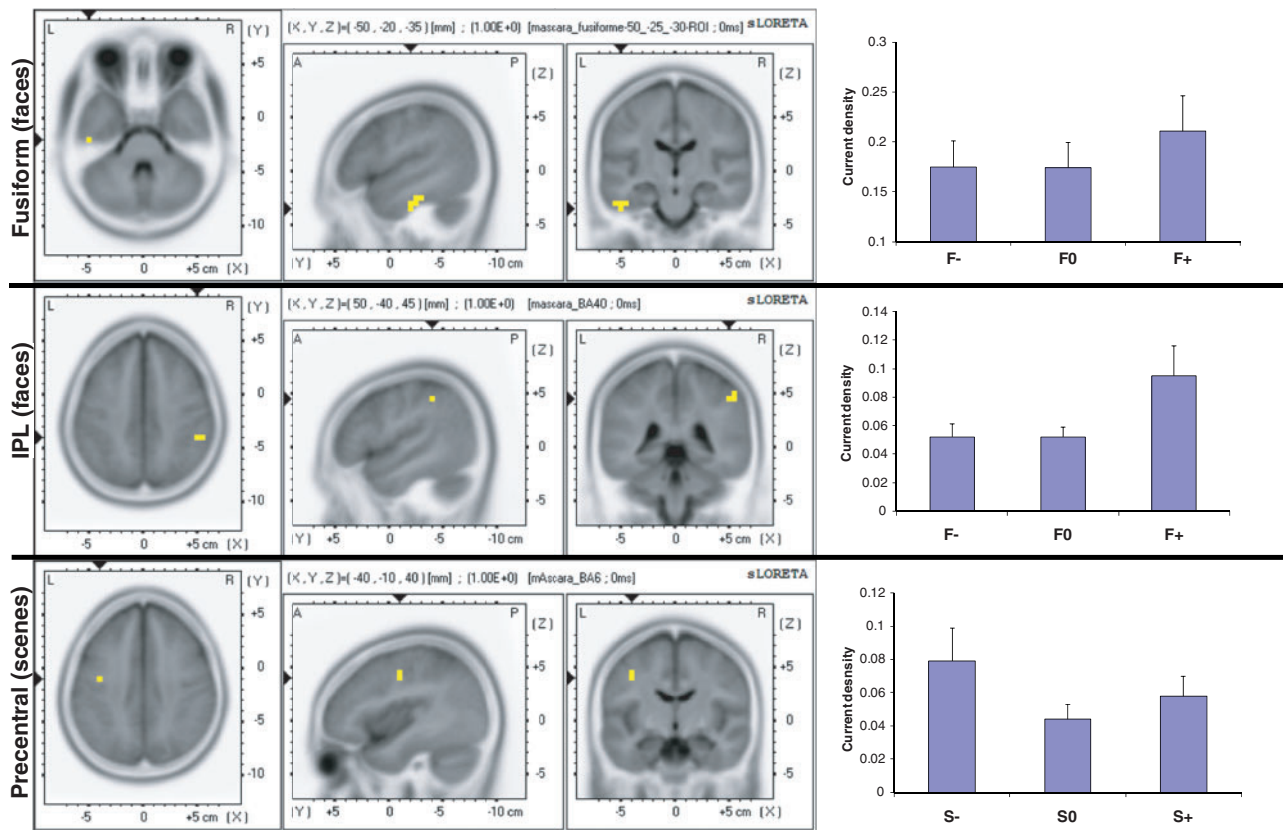 Fusiform (faces)
(X, Y, Z)=( -50 , -20 , -35 ) [mm] ; (1.00E+0) [mascara_fusiforme-50_-25_-30-ROI ; 0ms] sLORETA
L R (Y)
+5
0
-5
-10
-5 0 +5 cm (X)
A P (Z)
+5
0
-5
(Y) +5 0 -5 -10 cm
L R (Z)
+5
0
-5
-5 0 +5 cm (X)
Current density
0.3
0.25
0.2
0.15
0.1
F- F0 F+
IPL (faces)
(X, Y, Z)=( 50 , -40 , 45 ) [mm] ; (1.00E+0) [mascara_BA40 ; 0ms] sLORETA
L R (Y)
+5
0
-5
-10
-5 0 +5 cm (X)
A P (Z)
+5
0
-5
(Y) +5 0 -5 -10 cm
L R (Z)
+5
0
-5
-5 0 +5 cm (X)
Current density
0.14
0.12
0.1
0.08
0.06
0.04
0.02
0
F- F0 F+
Precentral (scenes)
(X, Y, Z)=( -40 , -10 , 40 ) [mm] ; (1.00E+0) [mAscara_BA6 ; 0ms] sLORETA
L R (Y)
+5
0
-5
-10
-5 0 +5 cm (X)
A P (Z)
+5
0
-5
(Y) +5 0 -5 -10 cm
L R (Z)
+5
0
-5
-5 0 +5 cm (X)
Current desnsity
0.1
0.08
0.06
0.04
0.02
0
S- S0 S+